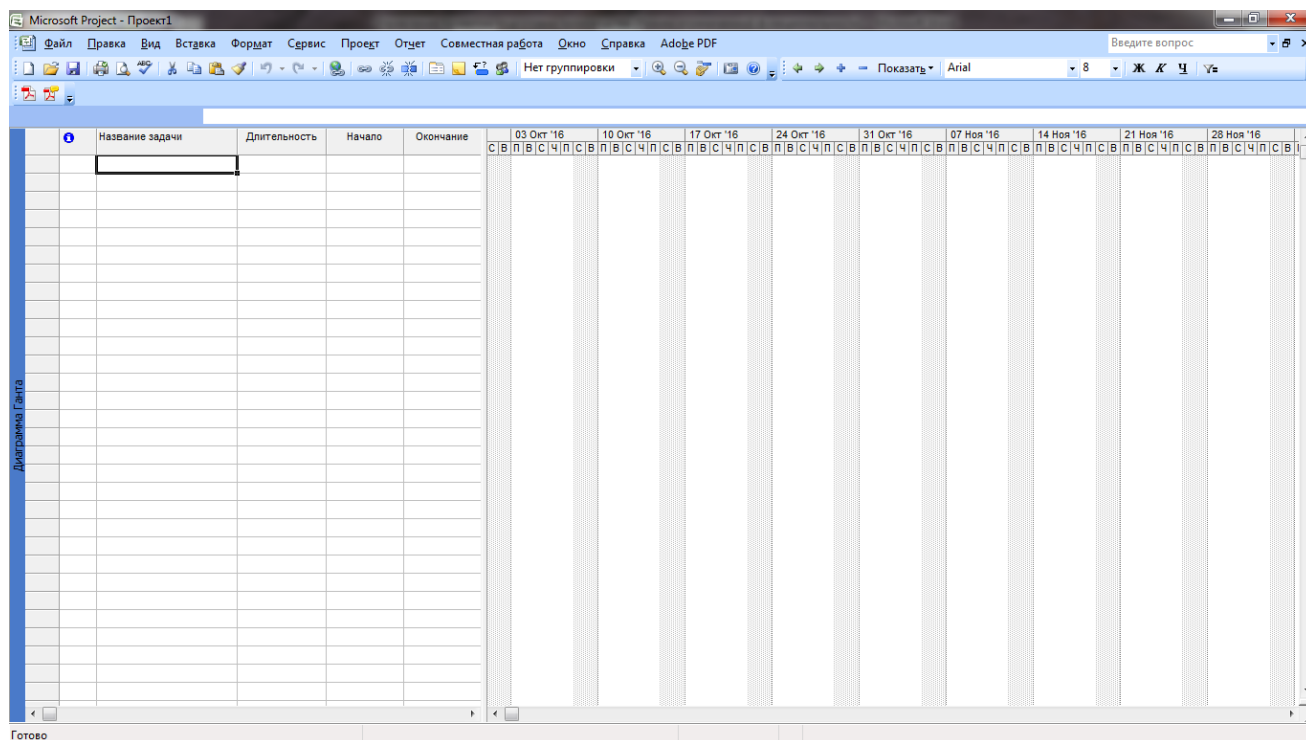 Microsoft Project - Проект1
Файл Правка Вид Вставка Формат Сервис Проект Отчет Совместная работа Окно Справка Adobe PDF Введите вопрос
ABC Нет группировки Показать Arial 8 Ж К Ч
Название задачи Длительность Начало Окончание 03 Окт '16 10 Окт '16 17 Окт '16 24 Окт '16 31 Окт '16 07 Ноя '16 14 Ноя '16 21 Ноя '16 28 Ноя '16
С В П В С Ч П С В П В С Ч П С В П В С Ч П С В П В С Ч П С В П В С Ч П С В П В С Ч П С В П В С Ч П С В П В С Ч П С В П В С Ч П С В
Диаграмма Ганта
Готово